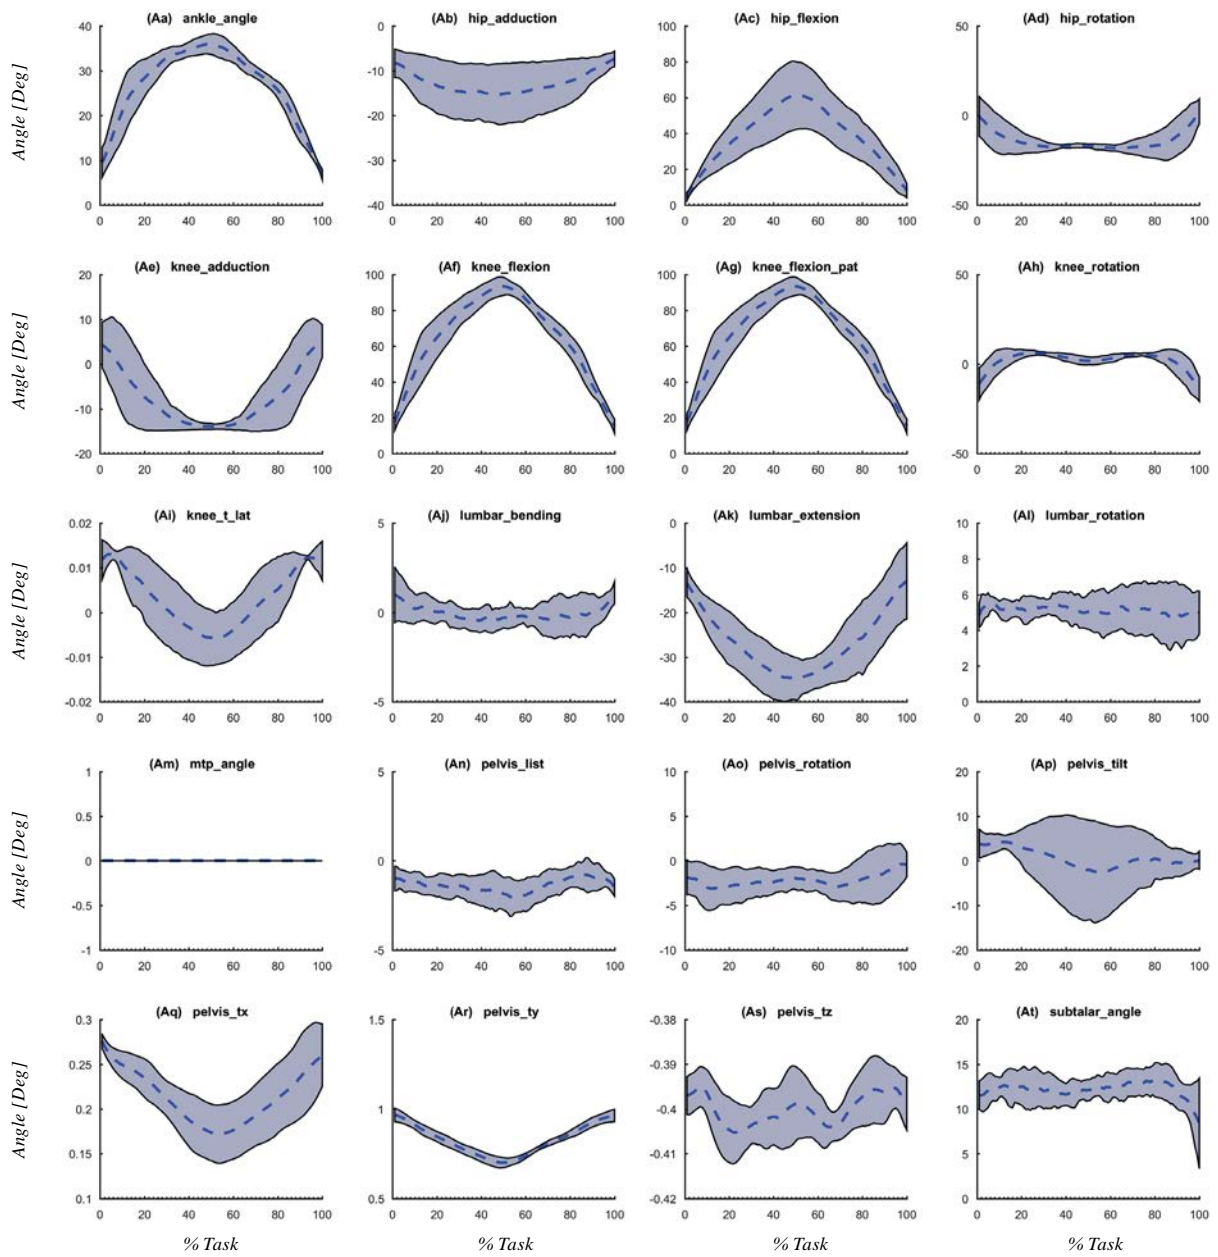 (Aa) ankle_angle (Ab) hip_adduction (Ac) hip_flexion (Ad) hip_rotation
Angle [Deg]
40 30 20 10 0
0 -10 -20 -30 -40
100 80 60 40 20 0
50 0 -50
0 20 40 60 80 100 0 20 40 60 80 100 0 20 40 60 80 100 0 20 40 60 80 100
(Ae) knee_adduction (Af) knee_flexion (Ag) knee_flexion_pat (Ah) knee_rotation
Angle [Deg]
20 10 0 -10 -20
100 80 60 40 20 0
100 80 60 40 20 0
50 0 -50
0 20 40 60 80 100 0 20 40 60 80 100 0 20 40 60 80 100 0 20 40 60 80 100
(Ai) knee_t_lat (Aj) lumbar_bending (Ak) lumbar_extension (Al) lumbar_rotation
Angle [Deg]
0.02 0.01 0 -0.01 -0.02
5 0 -5
0 -10 -20 -30 -40
10 8 6 4 2 0
0 20 40 60 80 100 0 20 40 60 80 100 0 20 40 60 80 100 0 20 40 60 80 100
(Am) mtp_angle (An) pelvis_list (Ao) pelvis_rotation (Ap) pelvis_tilt
Angle [Deg]
1 0.5 0 -0.5 -1
5 0 -5
10 5 0 -5 -10
20 10 0 -10 -20
0 20 40 60 80 100 0 20 40 60 80 100 0 20 40 60 80 100 0 20 40 60 80 100
(Aq) pelvis_tx (Ar) pelvis_ty (As) pelvis_tz (At) subtalar_angle
Angle [Deg]
0.3 0.25 0.2 0.15 0.1
1.5 1 0.5
-0.38 -0.39 -0.4 -0.41 -0.42
20 15 10 5 0
0 20 40 60 80 100 0 20 40 60 80 100 0 20 40 60 80 100 0 20 40 60 80 100
% Task % Task % Task % Task